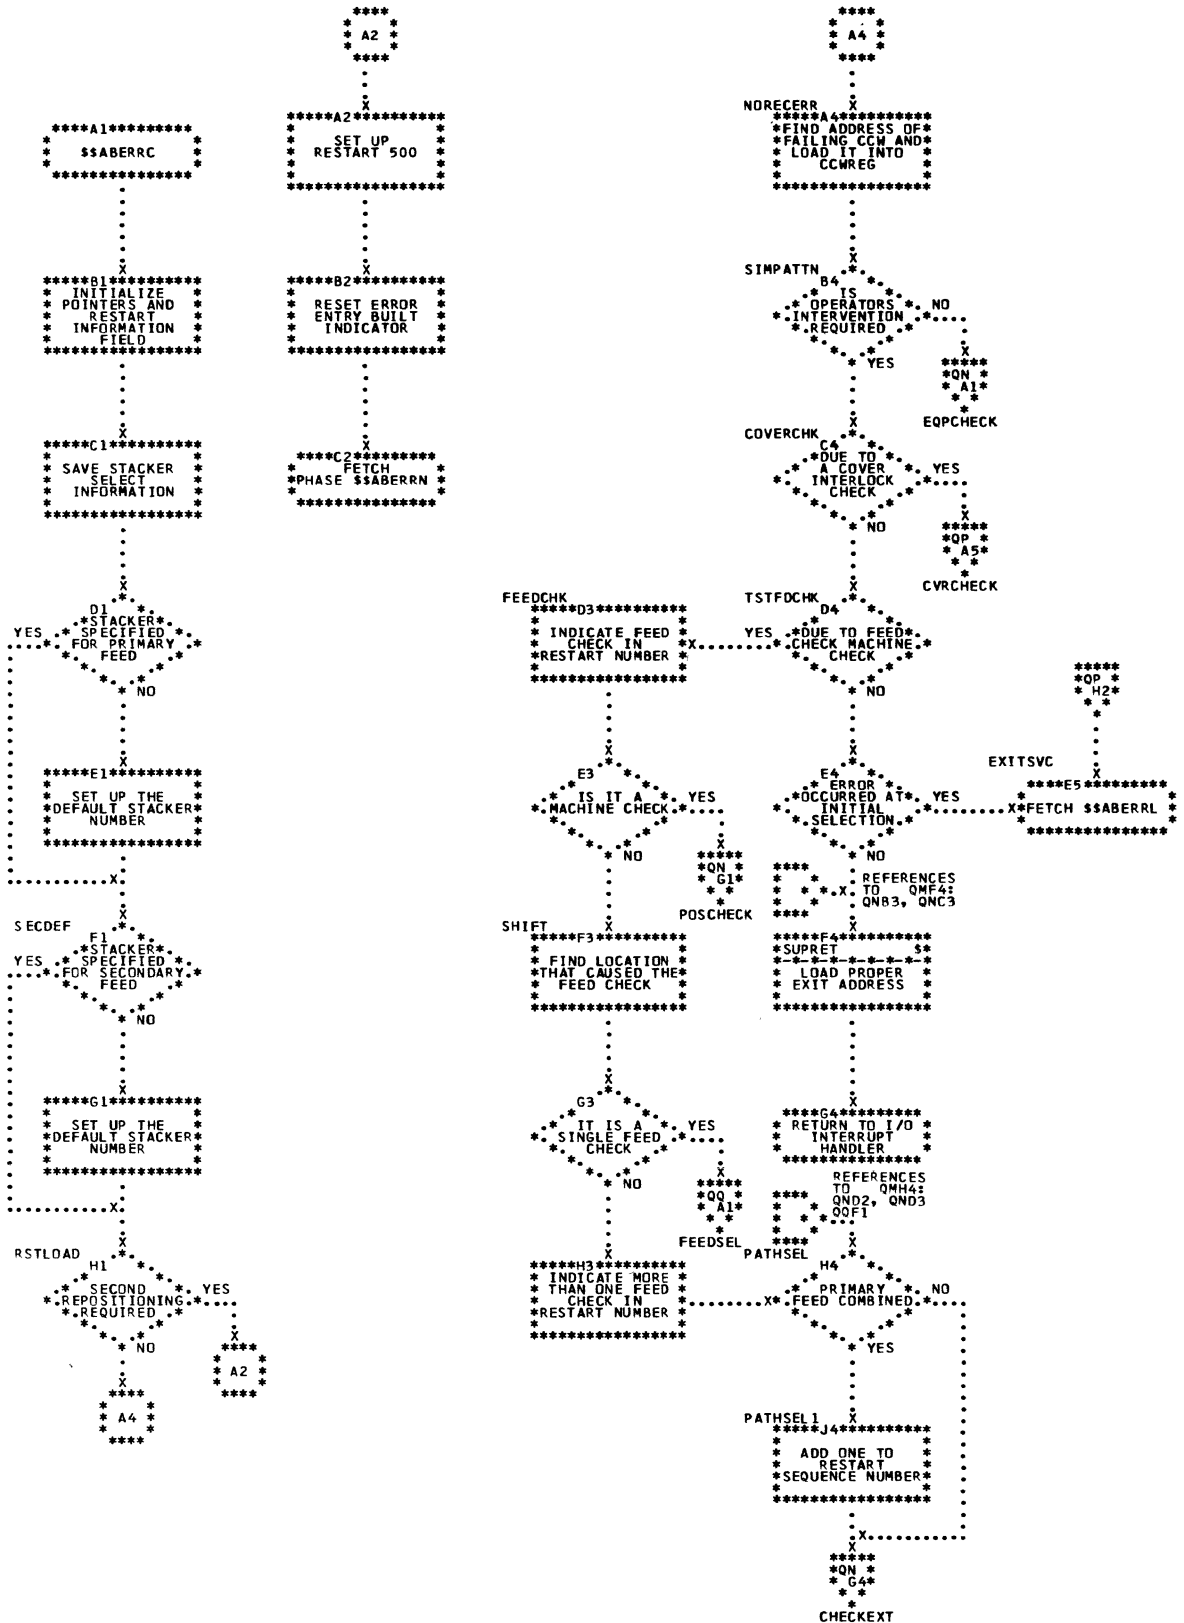 A2
A4
A1
$$ABERRC
A2
SET UP
RESTART 500
NORECERR
A4
FIND ADDRESS OF
FAILING CCW AND
LOAD IT INTO
CCWREG
B1
INITIALIZE
POINTERS AND
RESTART
INFORMATION
FIELD
B2
RESET ERROR
ENTRY BUILT
INDICATOR
SIMPATTN
B4
IS
OPERATORS
INTERVENTION
REQUIRED
NO
YES
QN
A1
EQPCHECK
C1
SAVE STACKER
SELECT
INFORMATION
C2
FETCH
PHASE $$ABERRN
COVERCHK
C4
DUE TO
A COVER
INTERLOCK
CHECK
YES
NO
QP
A5
CVRCHECK
D1
STACKER
SPECIFIED
FOR PRIMARY
FEED
YES
NO
FEEDCHK
D3
INDICATE FEED
CHECK IN
RESTART NUMBER
TSTFDCHK
D4
DUE TO FEED
CHECK MACHINE
CHECK
YES
NO
QP
H2
E1
SET UP THE
DEFAULT STACKER
NUMBER
E3
IS IT A
MACHINE CHECK
YES
NO
QN
G1
POSCHECK
E4
ERROR
OCCURRED AT
INITIAL
SELECTION
YES
NO
EXITSVC
E5
FETCH $$ABERRL
REFERENCES
TO QMF4:
QNB3, QNC3
SECDEF
F1
STACKER
SPECIFIED
FOR SECONDARY
FEED
YES
NO
SHIFT
F3
FIND LOCATION
THAT CAUSED THE
FEED CHECK
F4
SUPRET $
LOAD PROPER
EXIT ADDRESS
G1
SET UP THE
DEFAULT STACKER
NUMBER
G3
IT IS A
SINGLE FEED
CHECK
YES
NO
QQ
A1
FEEDSEL
G4
RETURN TO I/O
INTERRUPT
HANDLER
REFERENCES
TO QMH4:
QND2, QND3
QQF1
RSTLOAD
H1
SECOND
REPOSITIONING
REQUIRED
YES
NO
A2
A4
H3
INDICATE MORE
THAN ONE FEED
CHECK IN
RESTART NUMBER
PATHSEL
H4
PRIMARY
FEED COMBINED
NO
YES
PATHSEL1
J4
ADD ONE TO
RESTART
SEQUENCE NUMBER
QN
G4
CHECKEXT